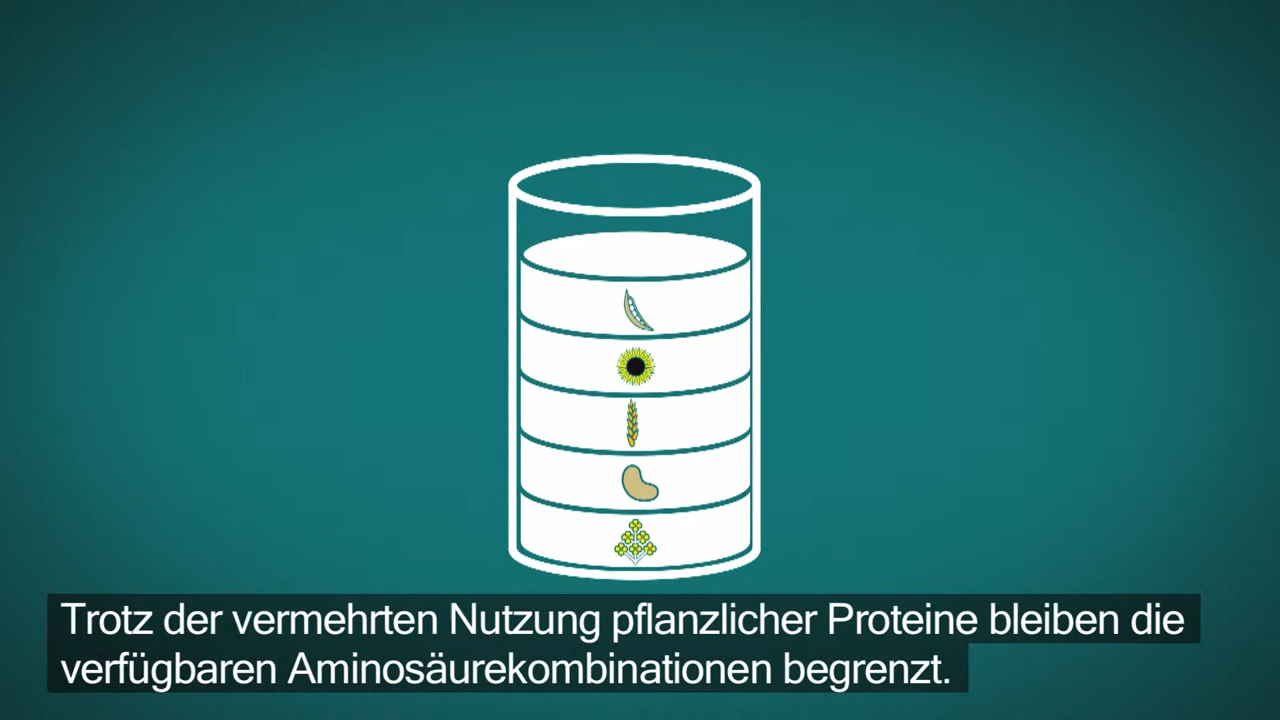 Trotz der vermehrten Nutzung pflanzlicher Proteine bleiben die
verfügbaren Aminosäurekombinationen begrenzt.